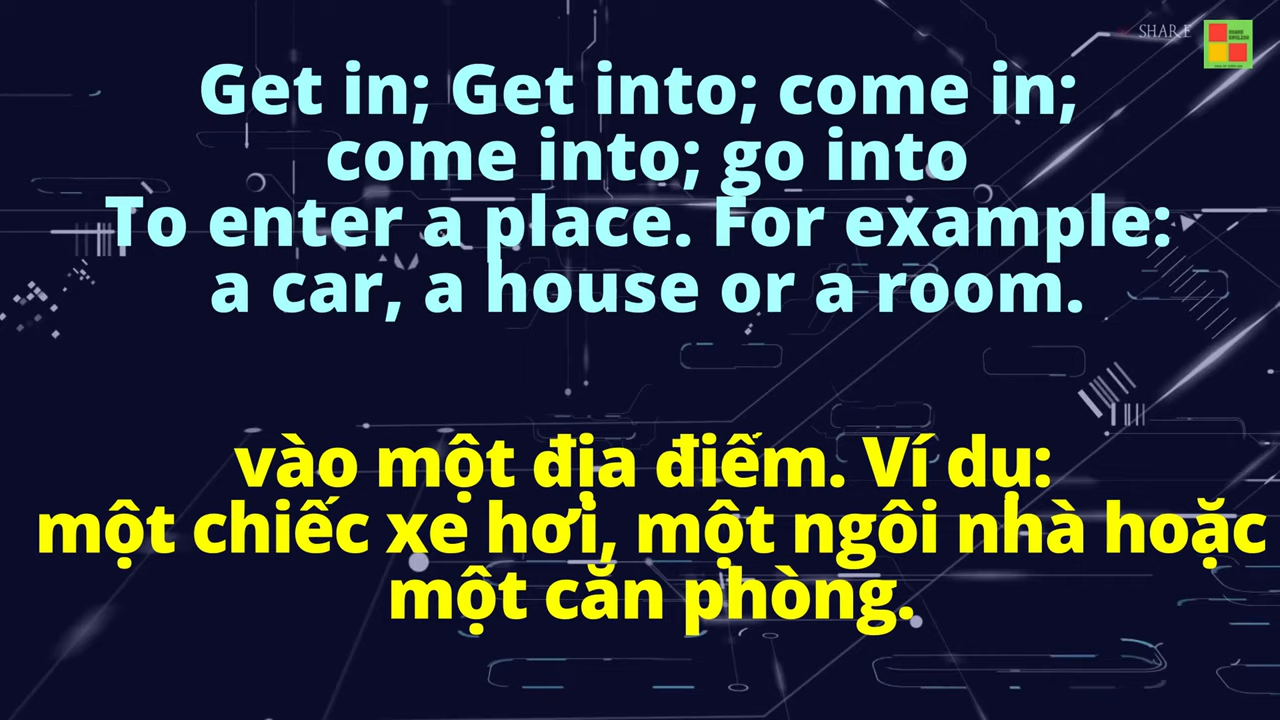 SHARE
Get in; Get into; come in;
come into; go into
To enter a place. For example:
a car, a house or a room.
vào một địa điểm. Ví dụ:
một chiếc xe hơi, một ngôi nhà hoặc
một căn phòng.